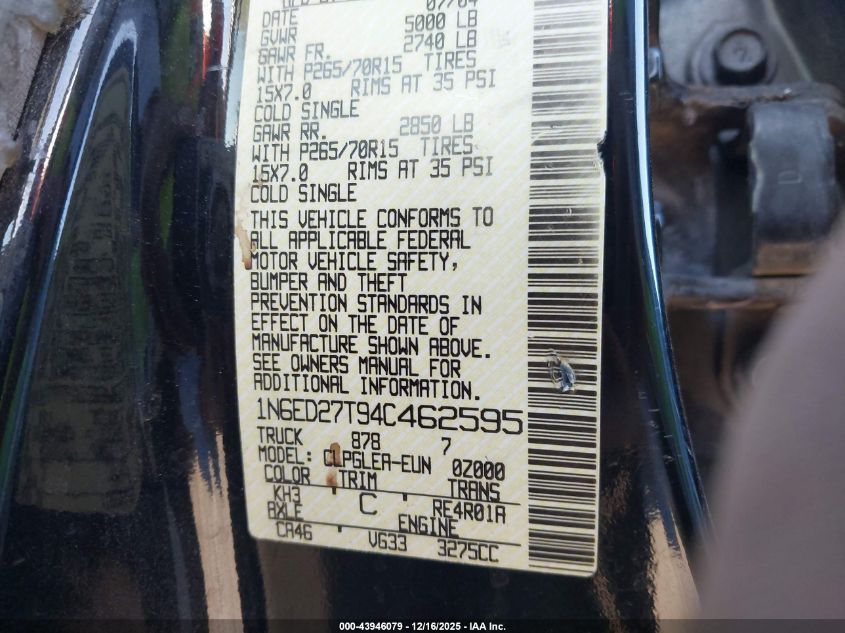 07/04
DATE
GVWR 5000 LB
GAWR FR. 2740 LB
WITH P265/70R15 TIRES
15X7.0 RIMS AT 35 PSI
COLD SINGLE
GAWR RR. 2850 LB
WITH P265/70R15 TIRES
15X7.0 RIMS AT 35 PSI
COLD SINGLE
THIS VEHICLE CONFORMS TO
ALL APPLICABLE FEDERAL
MOTOR VEHICLE SAFETY,
BUMPER AND THEFT
PREVENTION STANDARDS IN
EFFECT ON THE DATE OF
MANUFACTURE SHOWN ABOVE.
SEE OWNERS MANUAL FOR
ADDITIONAL INFORMATION.
1N6ED27T94C462595
TRUCK 878 7
MODEL: CLPGLEA-EUN 0Z000
COLOR TRIM TRANS
KH3 C RE4R01A
AXLE ENGINE
CA46 VG33 3275CC
000-43946079 - 12/16/2025 - IAA Inc.